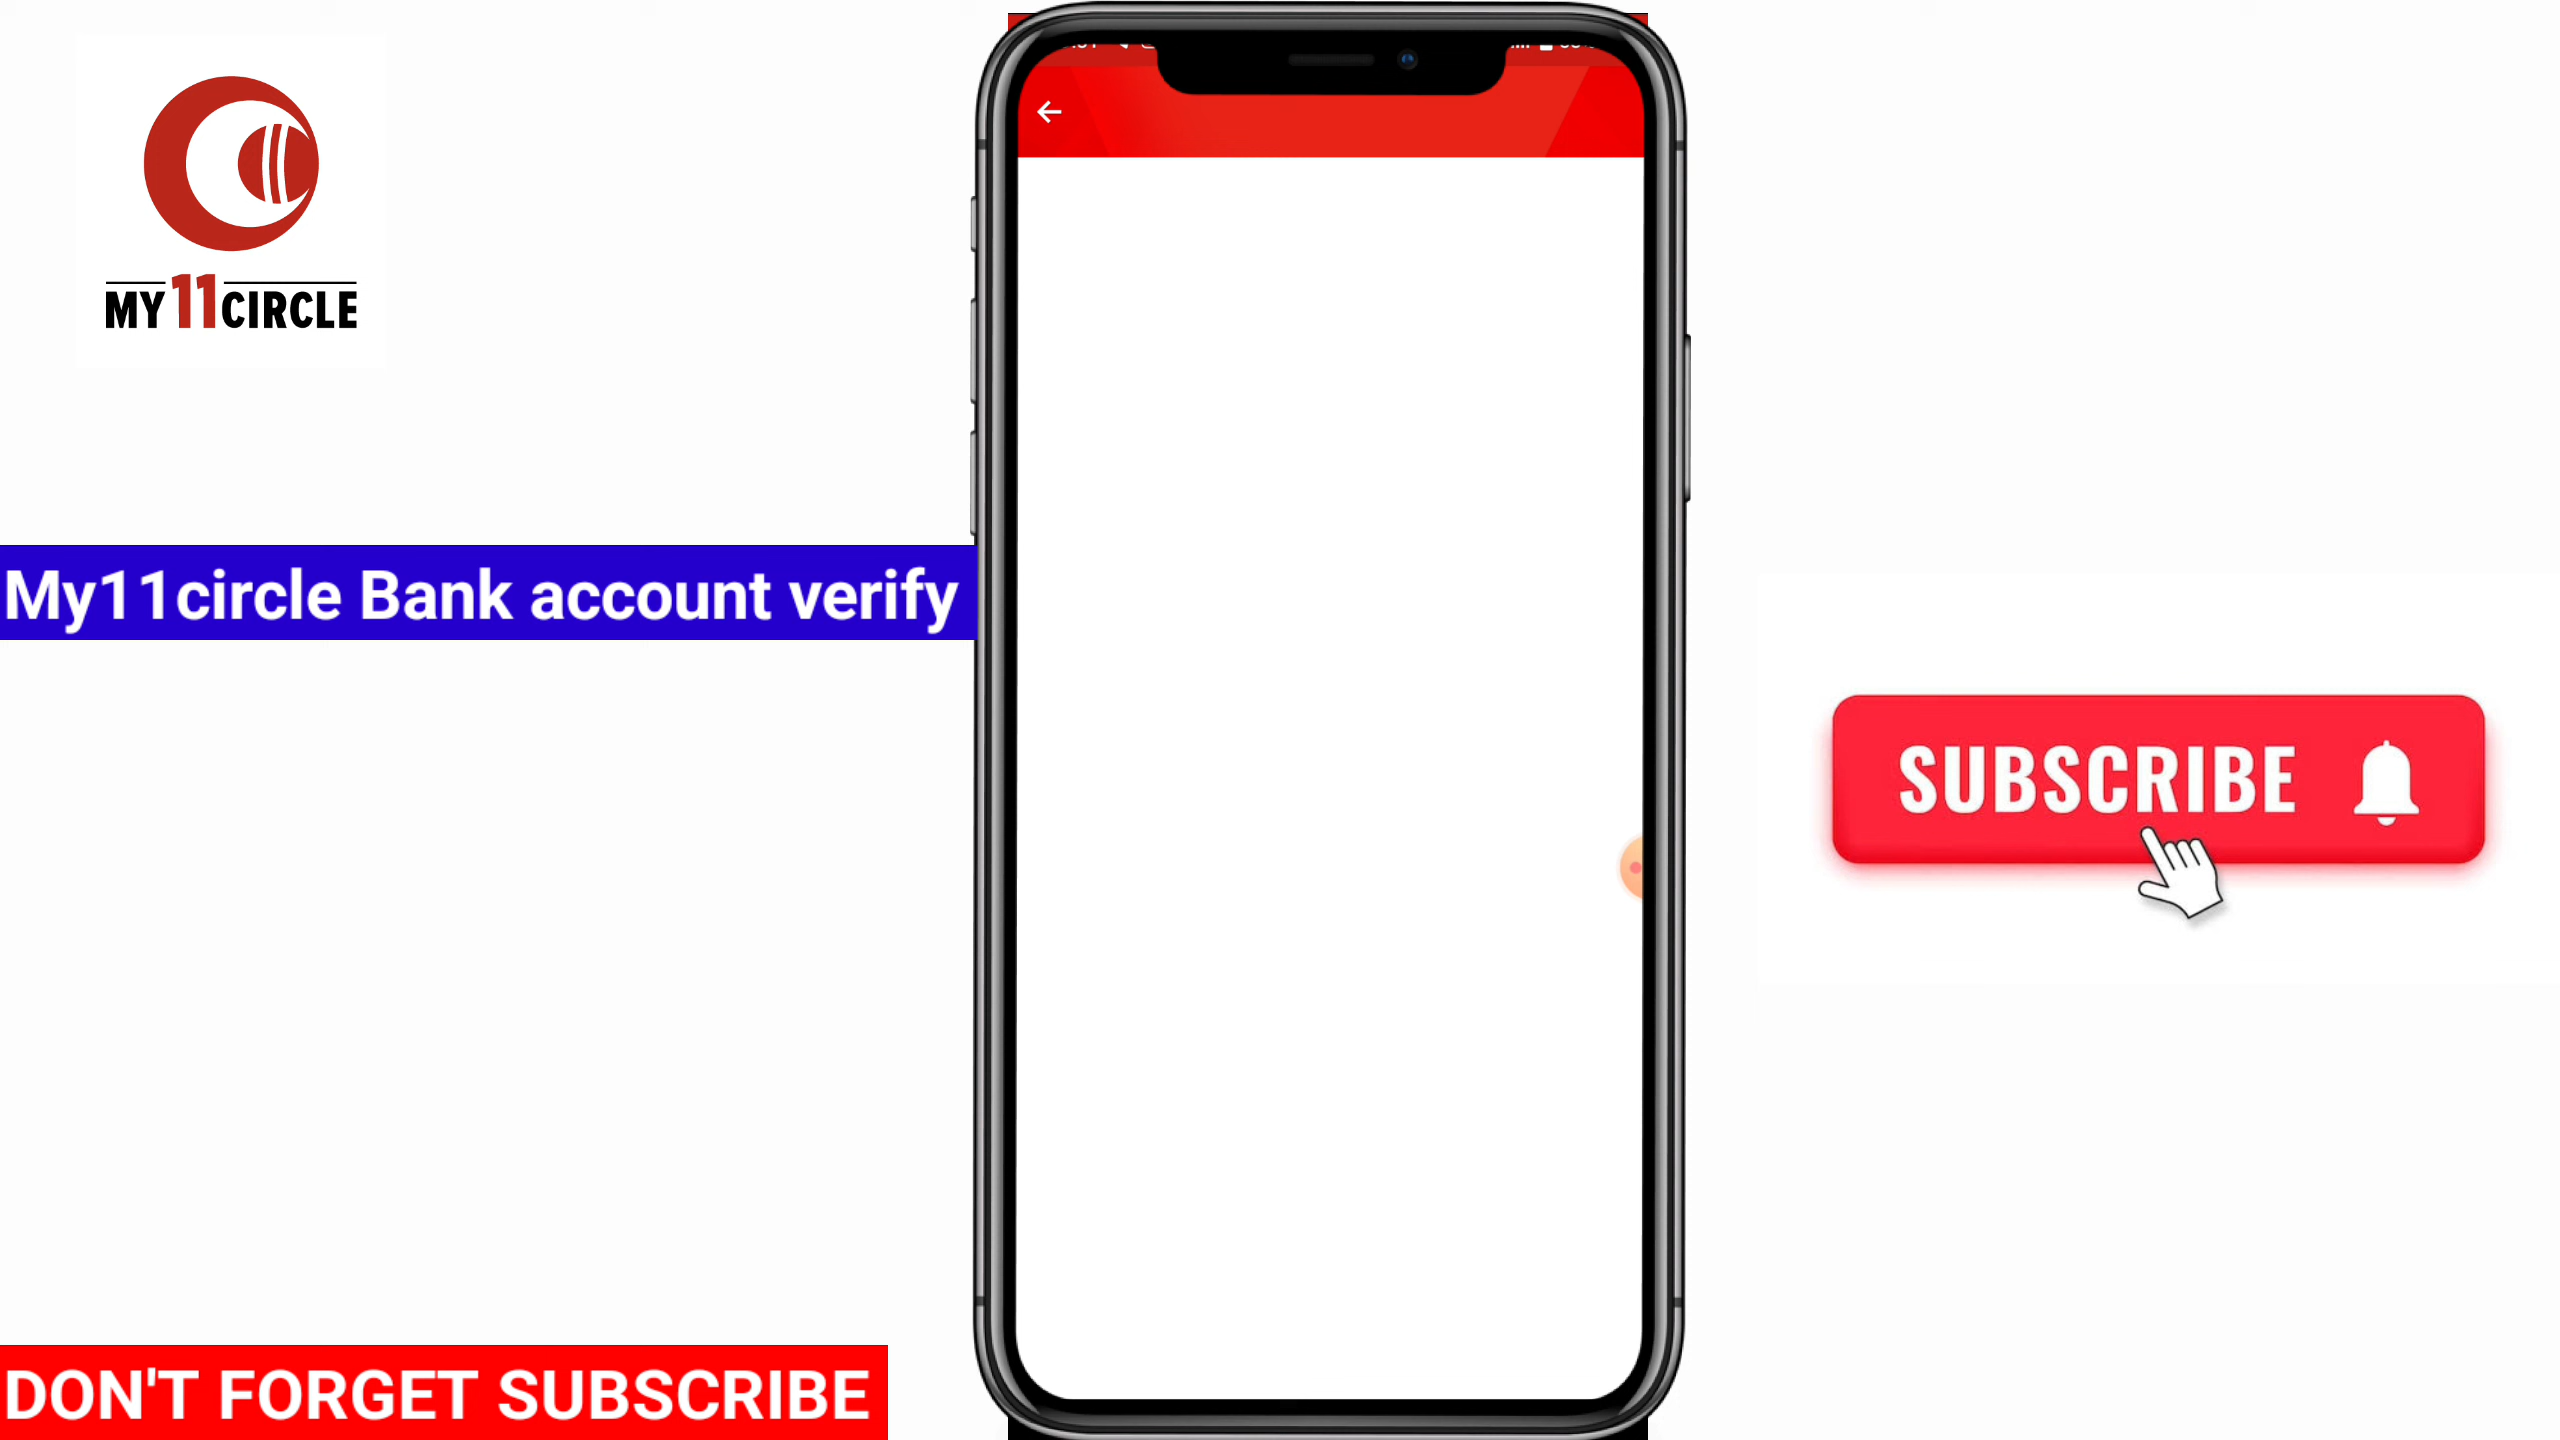 MY11CIRCLE
My11circle Bank account verify
SUBSCRIBE
DON'T FORGET SUBSCRIBE